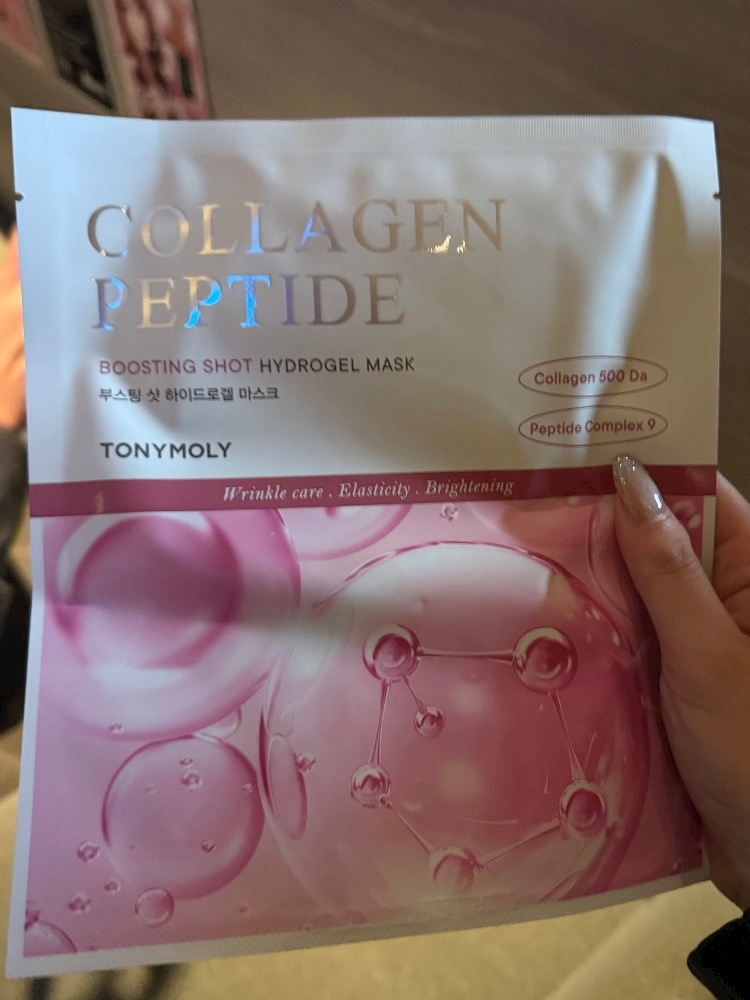 COLLAGEN
PEPTIDE
BOOSTING SHOT HYDROGEL MASK
부스팅 샷 하이드로겔 마스크
Collagen 500 Da
Peptide Complex 9
TONYMOLY
Wrinkle care . Elasticity . Brightening